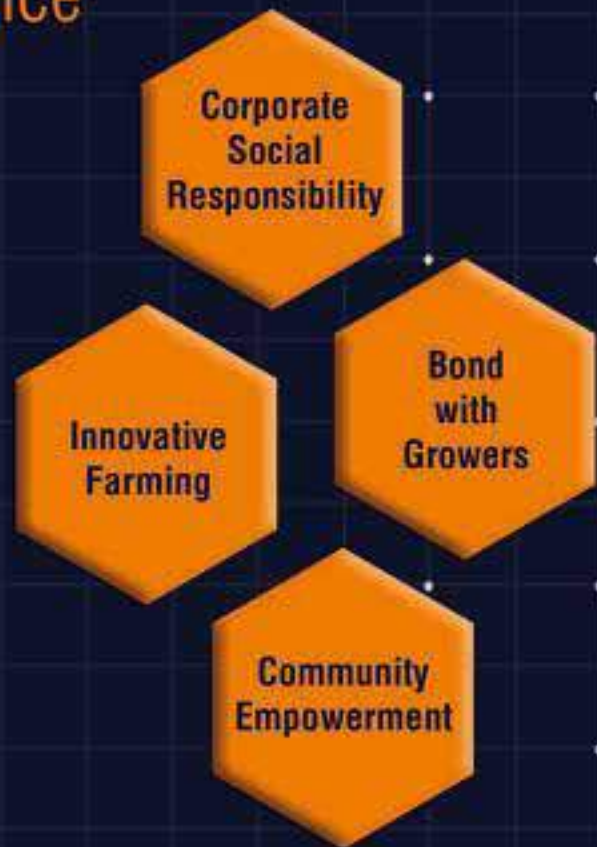 Corporate
Social
Responsibility
Bond
with
Growers
Innovative
Farming
Community
Empowerment